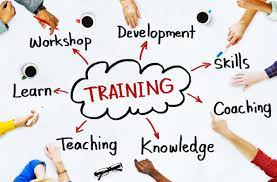 Development
Workshop
Skills
Learn
TRAINING
Coaching
Teaching
Knowledge